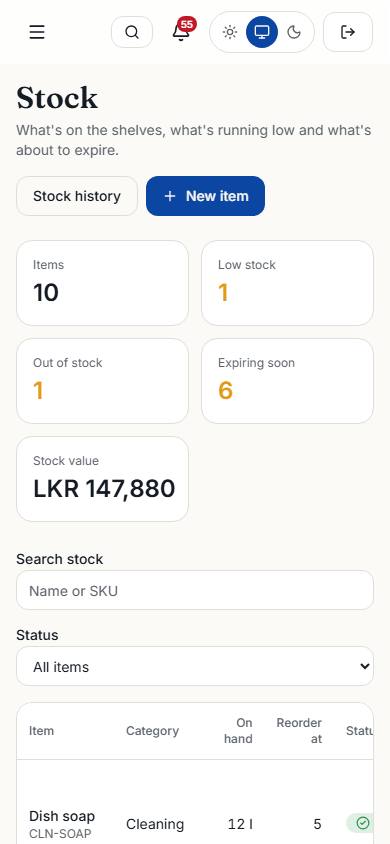 55
Stock
What's on the shelves, what's running low and what's
about to expire.
Stock history
New item
Items
10
Low stock
1
Out of stock
1
Expiring soon
6
Stock value
LKR 147,880
Search stock
Name or SKU
Status
All items
Item Category On hand Reorder at Statu
Dish soap Cleaning 12 l 5
CLN-SOAP